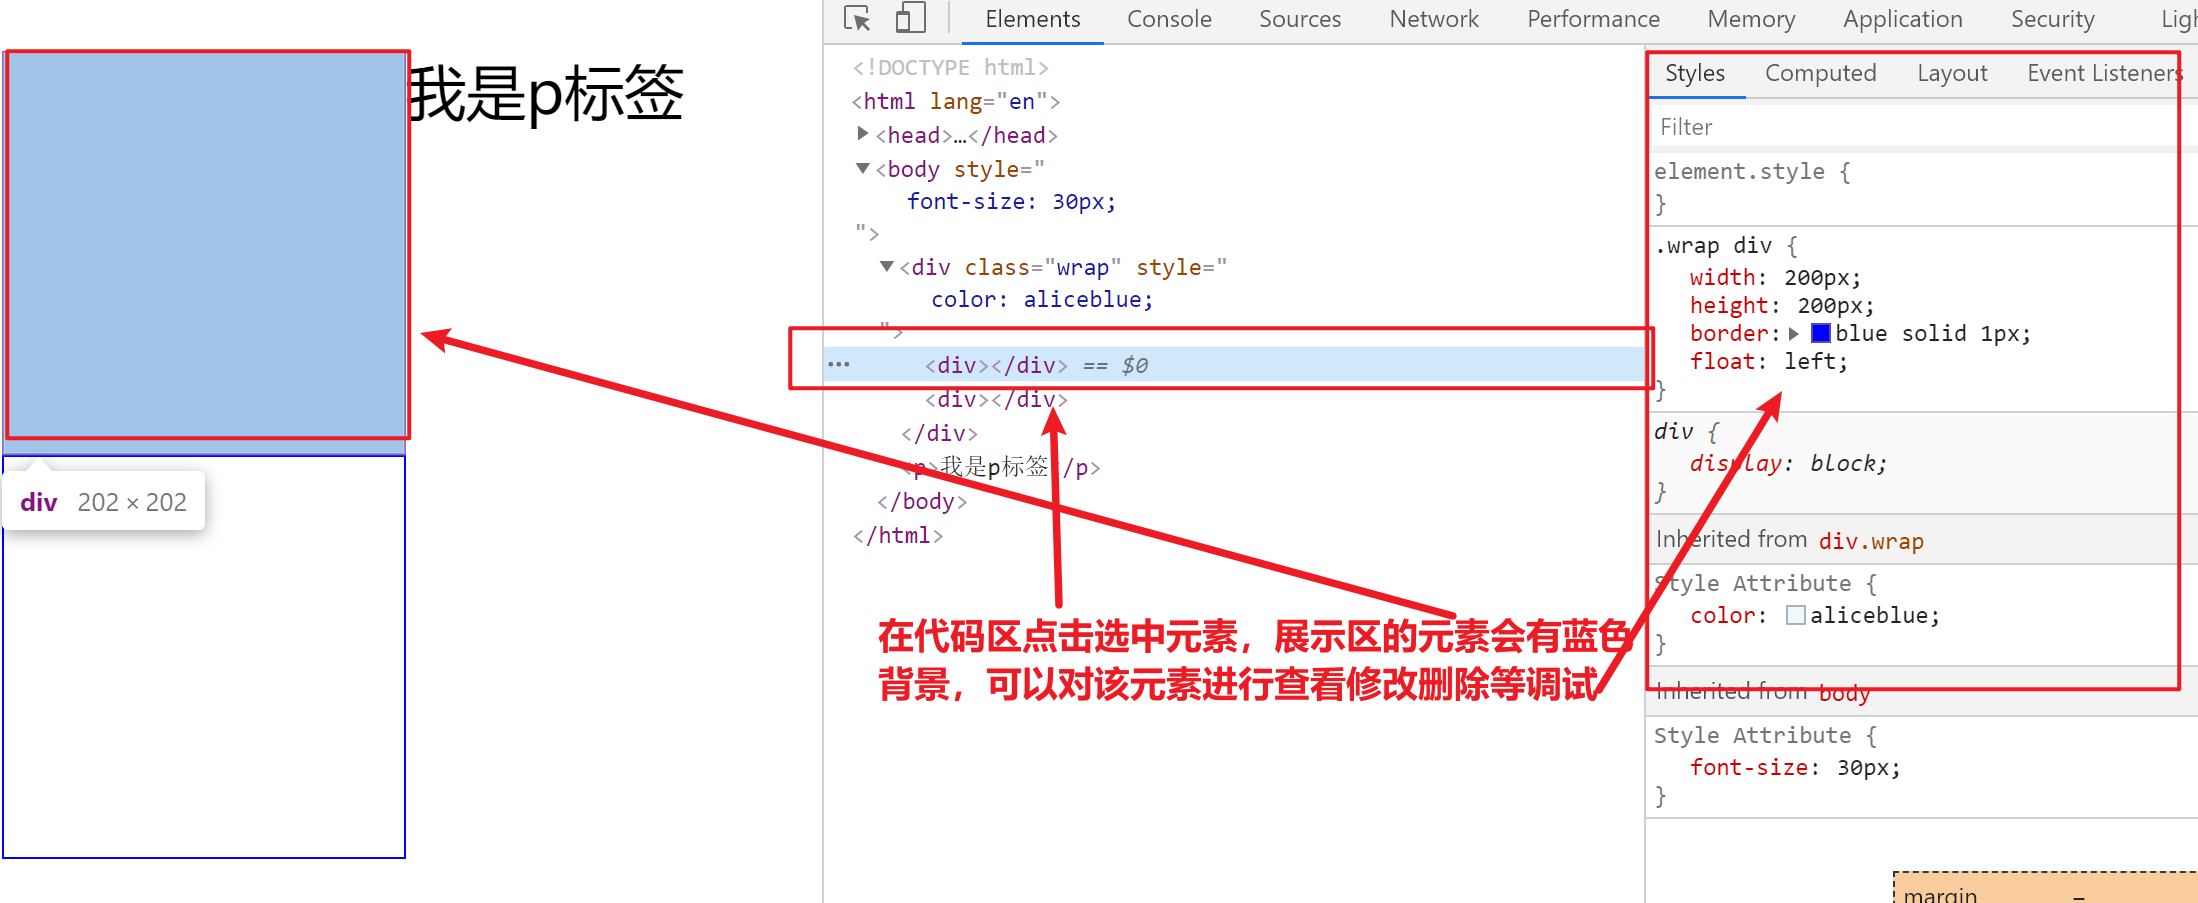 我是p标签
div 202 × 202
Elements Console Sources Network Performance Memory Application Security Ligh
<!DOCTYPE html>
<html lang="en">
<head>…</head>
<body style="
font-size: 30px;
">
<div class="wrap" style="
color: aliceblue;
">
<div></div> == $0
<div></div>
</div>
<p>我是p标签</p>
</body>
</html>
在代码区点击选中元素，展示区的元素会有蓝色
背景，可以对该元素进行查看修改删除等调试
Styles Computed Layout Event Listeners
Filter
element.style {
}
.wrap div {
width: 200px;
height: 200px;
border: blue solid 1px;
float: left;
}
div {
display: block;
}
Inherited from div.wrap
Style Attribute {
color: aliceblue;
}
Inherited from body
Style Attribute {
font-size: 30px;
}
margin –